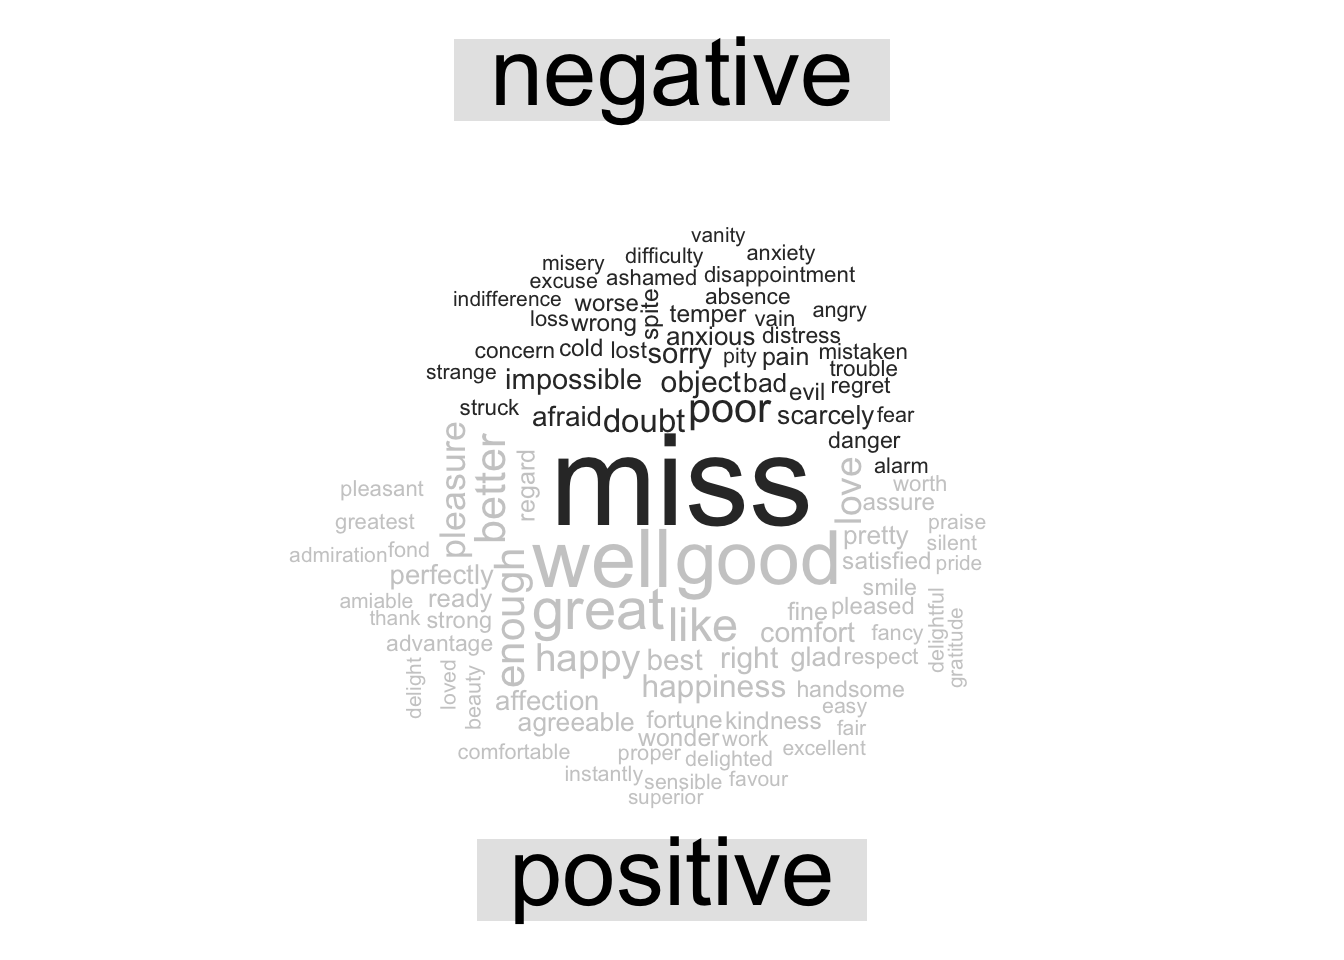 negative
vanity
misery difficulty anxiety
excuse ashamed disappointment
indifference worse spite absence
loss wrong temper vain angry
anxious distress
concern cold lost sorry pity pain mistaken
strange impossible object bad evil trouble
regret
struck afraid doubt poor scarcely fear
danger
miss
alarm
pleasure better regard love worth
pleasant assure
greatest praise
admiration fond well good pretty silent
perfectly satisfied pride
amiable ready enough great smile
thank strong like fine pleased delightful
advantage comfort fancy gratitude
happy best right glad respect
delight loved beauty happiness handsome
affection easy
agreeable fortune kindness fair
wonder work
comfortable proper delighted excellent
instantly sensible favour
superior
positive